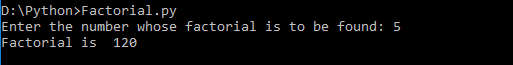 D:\Python>Factorial.py
Enter the number whose factorial is to be found: 5
Factorial is  120